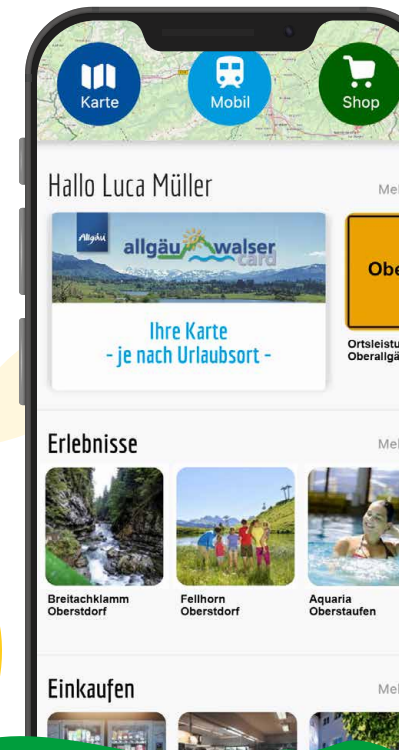 Karte
Mobil
Shop
Hallo Luca Müller
Allgäu
allgäu walser
card
Ihre Karte
- je nach Urlaubsort -
Erlebnisse
Breitachklamm
Oberstdorf
Fellhorn
Oberstdorf
Aquaria
Oberstaufen
Einkaufen